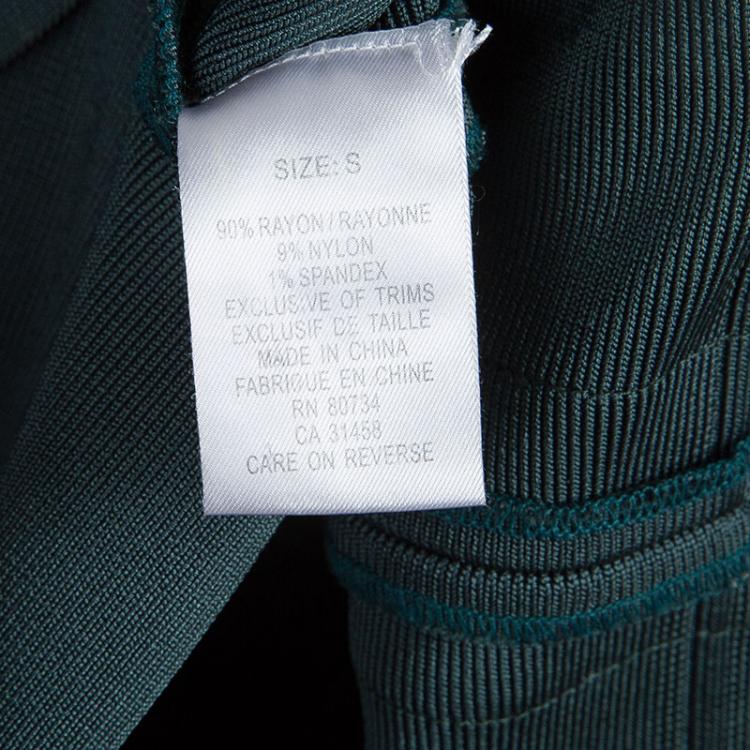 SIZE: S
90% RAYON/RAYONNE
9% NYLON
1% SPANDEX
EXCLUSIVE OF TRIMS
EXCLUSIF DE TAILLE
MADE IN CHINA
FABRIQUE EN CHINE
RN 80734
CA 31458
CARE ON REVERSE